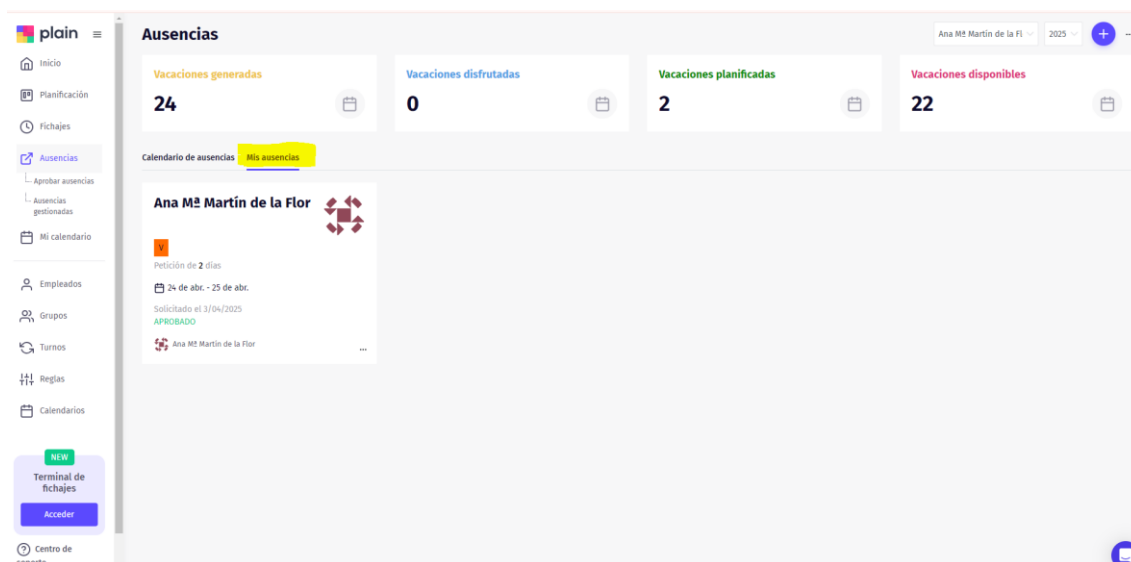 plain
Inicio
Planificación
Fichajes
Ausencias
Aprobar ausencias
Ausencias
gestionadas
Mi calendario
Empleados
Grupos
Turnos
Reglas
Calendarios
NEW
Terminal de
fichajes
Acceder
Centro de
Ausencias
Ana Mª Martín de la Fl
2025
Vacaciones generadas
24
Vacaciones disfrutadas
0
Vacaciones planificadas
2
Vacaciones disponibles
22
Calendario de ausencias Mis ausencias
Ana Mª Martín de la Flor
V
Petición de 2 días
24 de abr. - 25 de abr.
Solicitado el 3/04/2025
APROBADO
Ana Mª Martín de la Flor
...